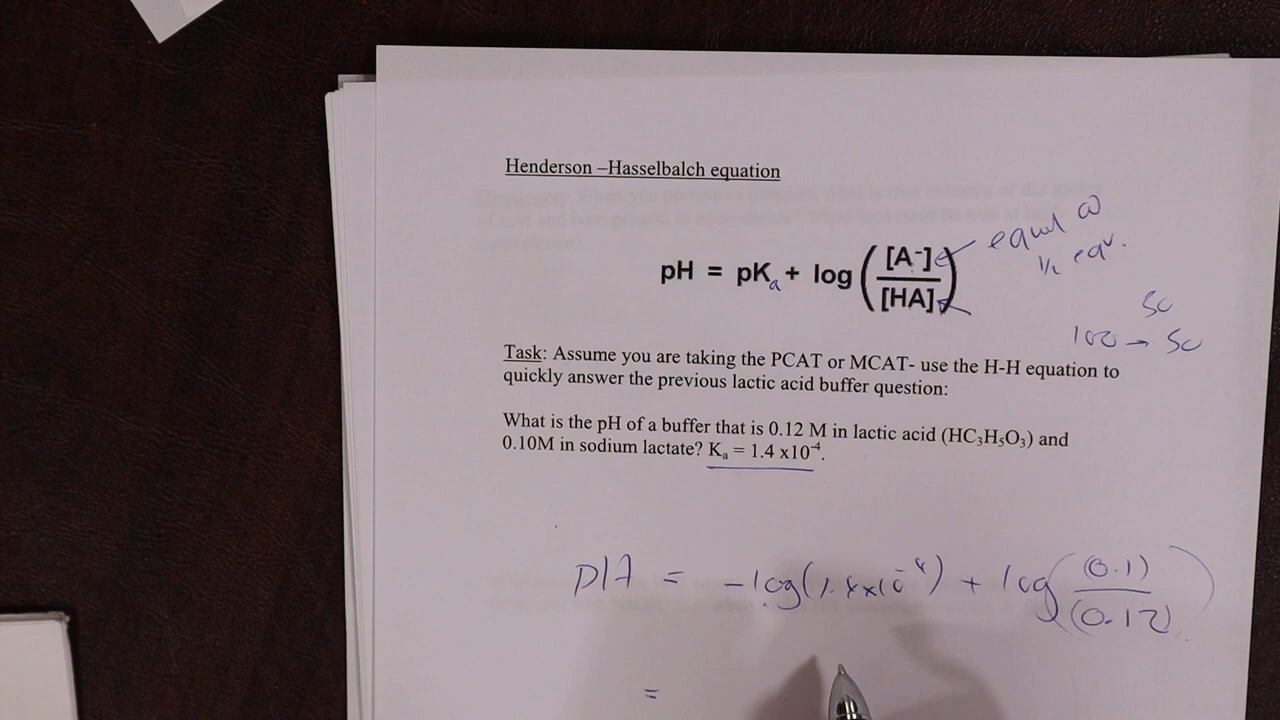 Henderson –Hasselbalch equation
equal @
1/2 eqv.
pH = pKa + log ([A-]/[HA])
50
100 → 50
Task: Assume you are taking the PCAT or MCAT- use the H-H equation to
quickly answer the previous lactic acid buffer question:
What is the pH of a buffer that is 0.12 M in lactic acid (HC₃H₅O₃) and
0.10M in sodium lactate? Kₐ = 1.4 x10⁻⁴.
pH = -log(1.4x10⁻⁴) + log((0.1)/(0.12))
=